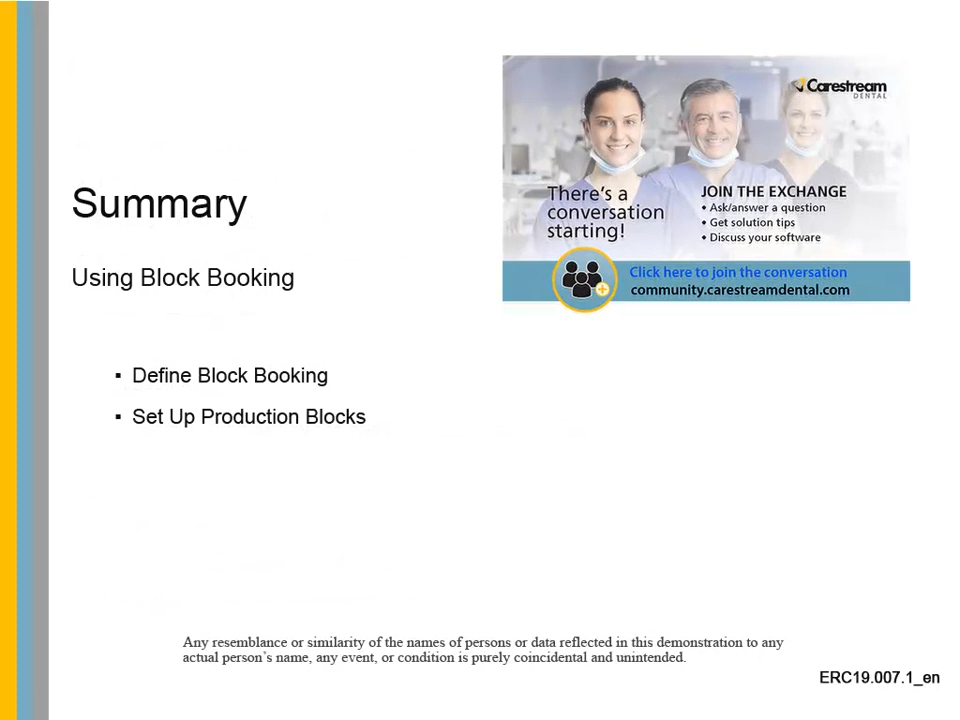 Carestream
DENTAL
There's a
conversation
starting!
JOIN THE EXCHANGE
• Ask/answer a question
• Get solution tips
• Discuss your software
Click here to join the conversation
community.carestreamdental.com
Summary
Using Block Booking
▪ Define Block Booking
▪ Set Up Production Blocks
Any resemblance or similarity of the names of persons or data reflected in this demonstration to any
actual person's name, any event, or condition is purely coincidental and unintended.
ERC19.007.1_en